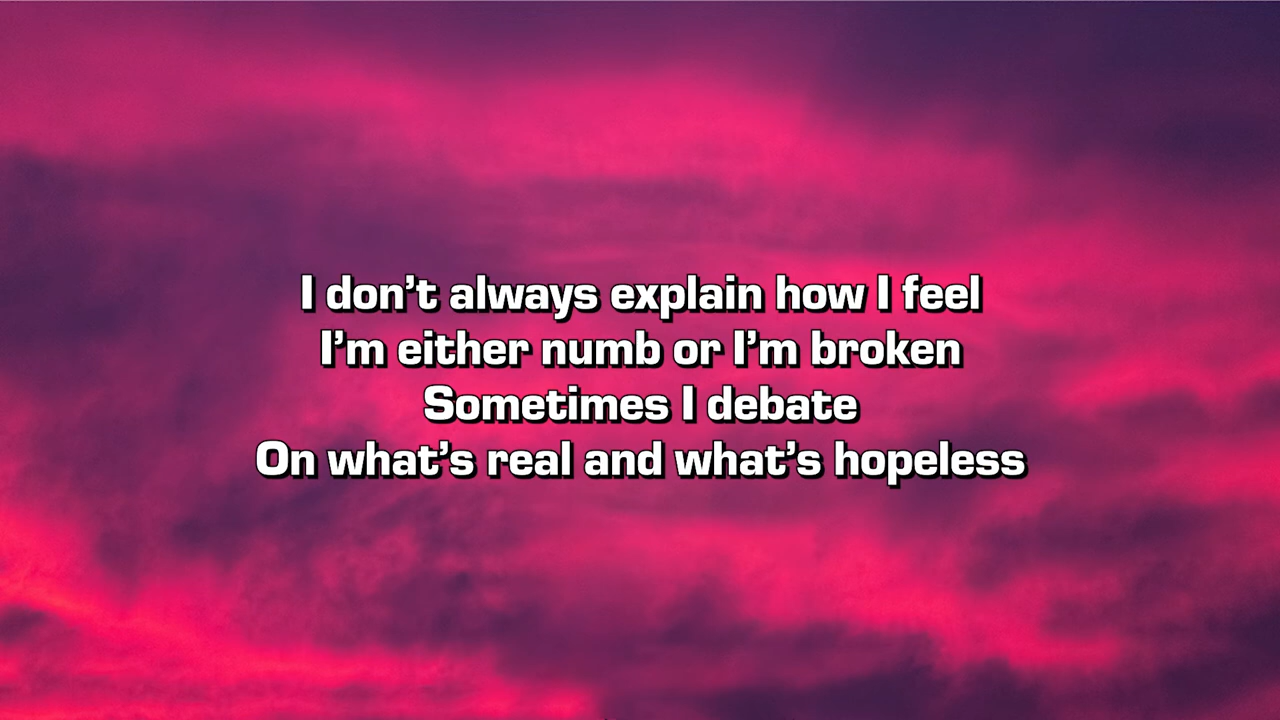 I don’t always explain how I feel
I’m either numb or I’m broken
Sometimes I debate
On what’s real and what’s hopeless